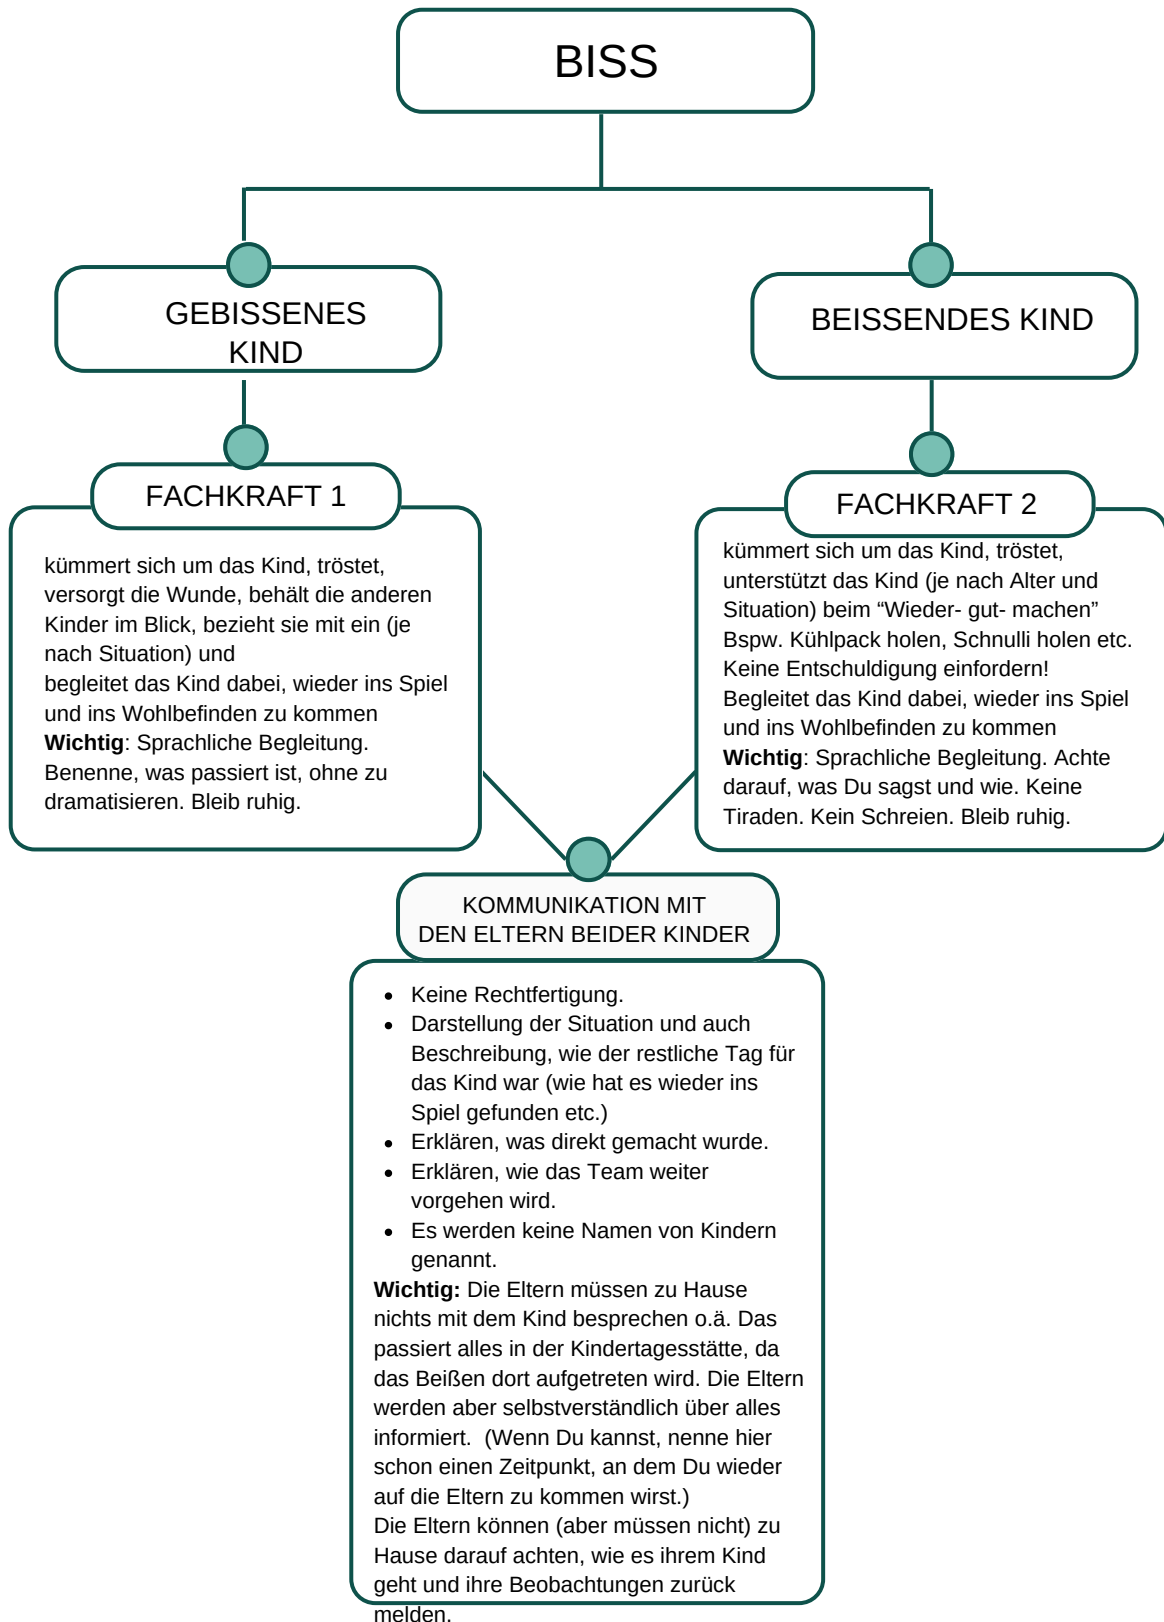 BISS
GEBISSENES
KIND
BEISSENDES KIND
FACHKRAFT 1
kümmert sich um das Kind, tröstet,
versorgt die Wunde, behält die anderen
Kinder im Blick, bezieht sie mit ein (je
nach Situation) und
begleitet das Kind dabei, wieder ins Spiel
und ins Wohlbefinden zu kommen
Wichtig: Sprachliche Begleitung.
Benenne, was passiert ist, ohne zu
dramatisieren. Bleib ruhig.
FACHKRAFT 2
kümmert sich um das Kind, tröstet,
unterstützt das Kind (je nach Alter und
Situation) beim “Wieder- gut- machen”
Bspw. Kühlpack holen, Schnulli holen etc.
Keine Entschuldigung einfordern!
Begleitet das Kind dabei, wieder ins Spiel
und ins Wohlbefinden zu kommen
Wichtig: Sprachliche Begleitung. Achte
darauf, was Du sagst und wie. Keine
Tiraden. Kein Schreien. Bleib ruhig.
KOMMUNIKATION MIT
DEN ELTERN BEIDER KINDER
• Keine Rechtfertigung.
• Darstellung der Situation und auch
Beschreibung, wie der restliche Tag für
das Kind war (wie hat es wieder ins
Spiel gefunden etc.)
• Erklären, was direkt gemacht wurde.
• Erklären, wie das Team weiter
vorgehen wird.
• Es werden keine Namen von Kindern
genannt.
Wichtig: Die Eltern müssen zu Hause
nichts mit dem Kind besprechen o.ä. Das
passiert alles in der Kindertagesstätte, da
das Beißen dort aufgetreten wird. Die Eltern
werden aber selbstverständlich über alles
informiert.  (Wenn Du kannst, nenne hier
schon einen Zeitpunkt, an dem Du wieder
auf die Eltern zu kommen wirst.)
Die Eltern können (aber müssen nicht) zu
Hause darauf achten, wie es ihrem Kind
geht und ihre Beobachtungen zurück
melden.